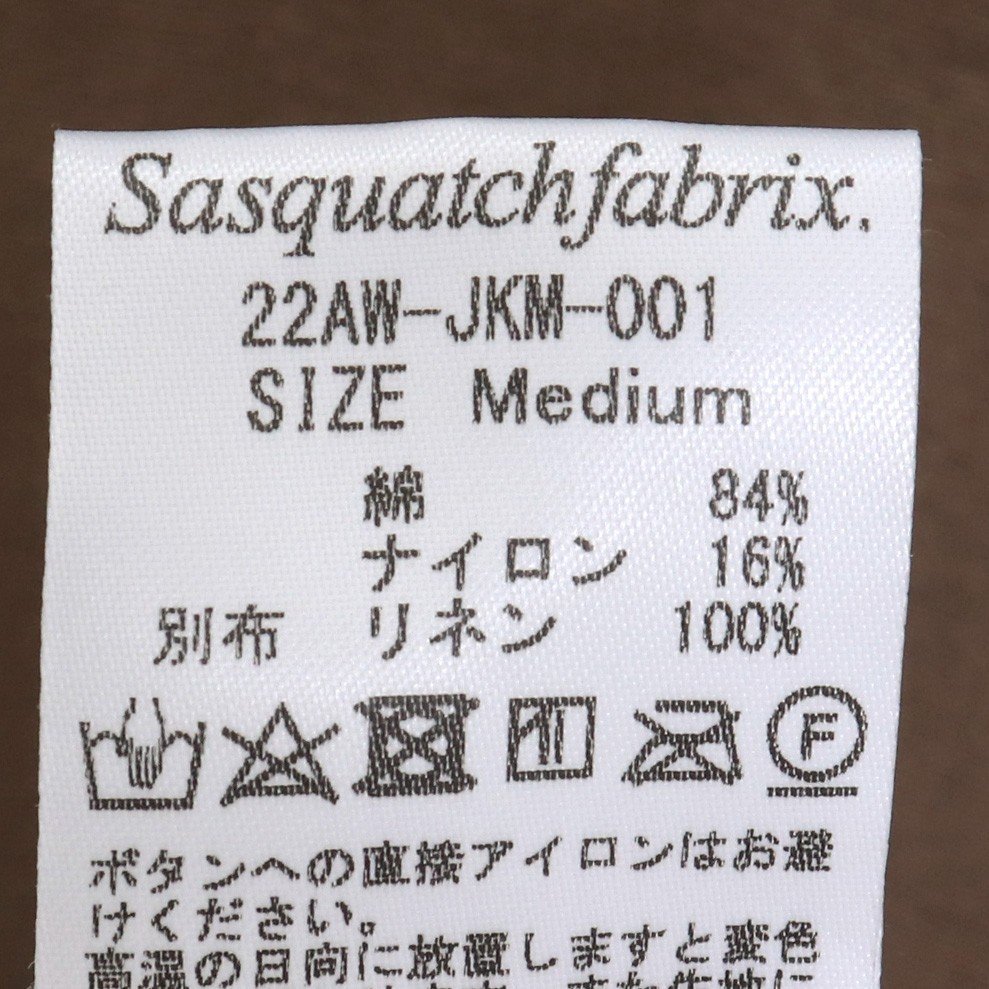 Sasquatchfabrix.
22AW-JKM-001
SIZE Medium
綿 84%
ナイロン 16%
別布 リネン 100%
F
ボタンへの直接アイロンはお避
けください。
高温の日向に放置しますと変色